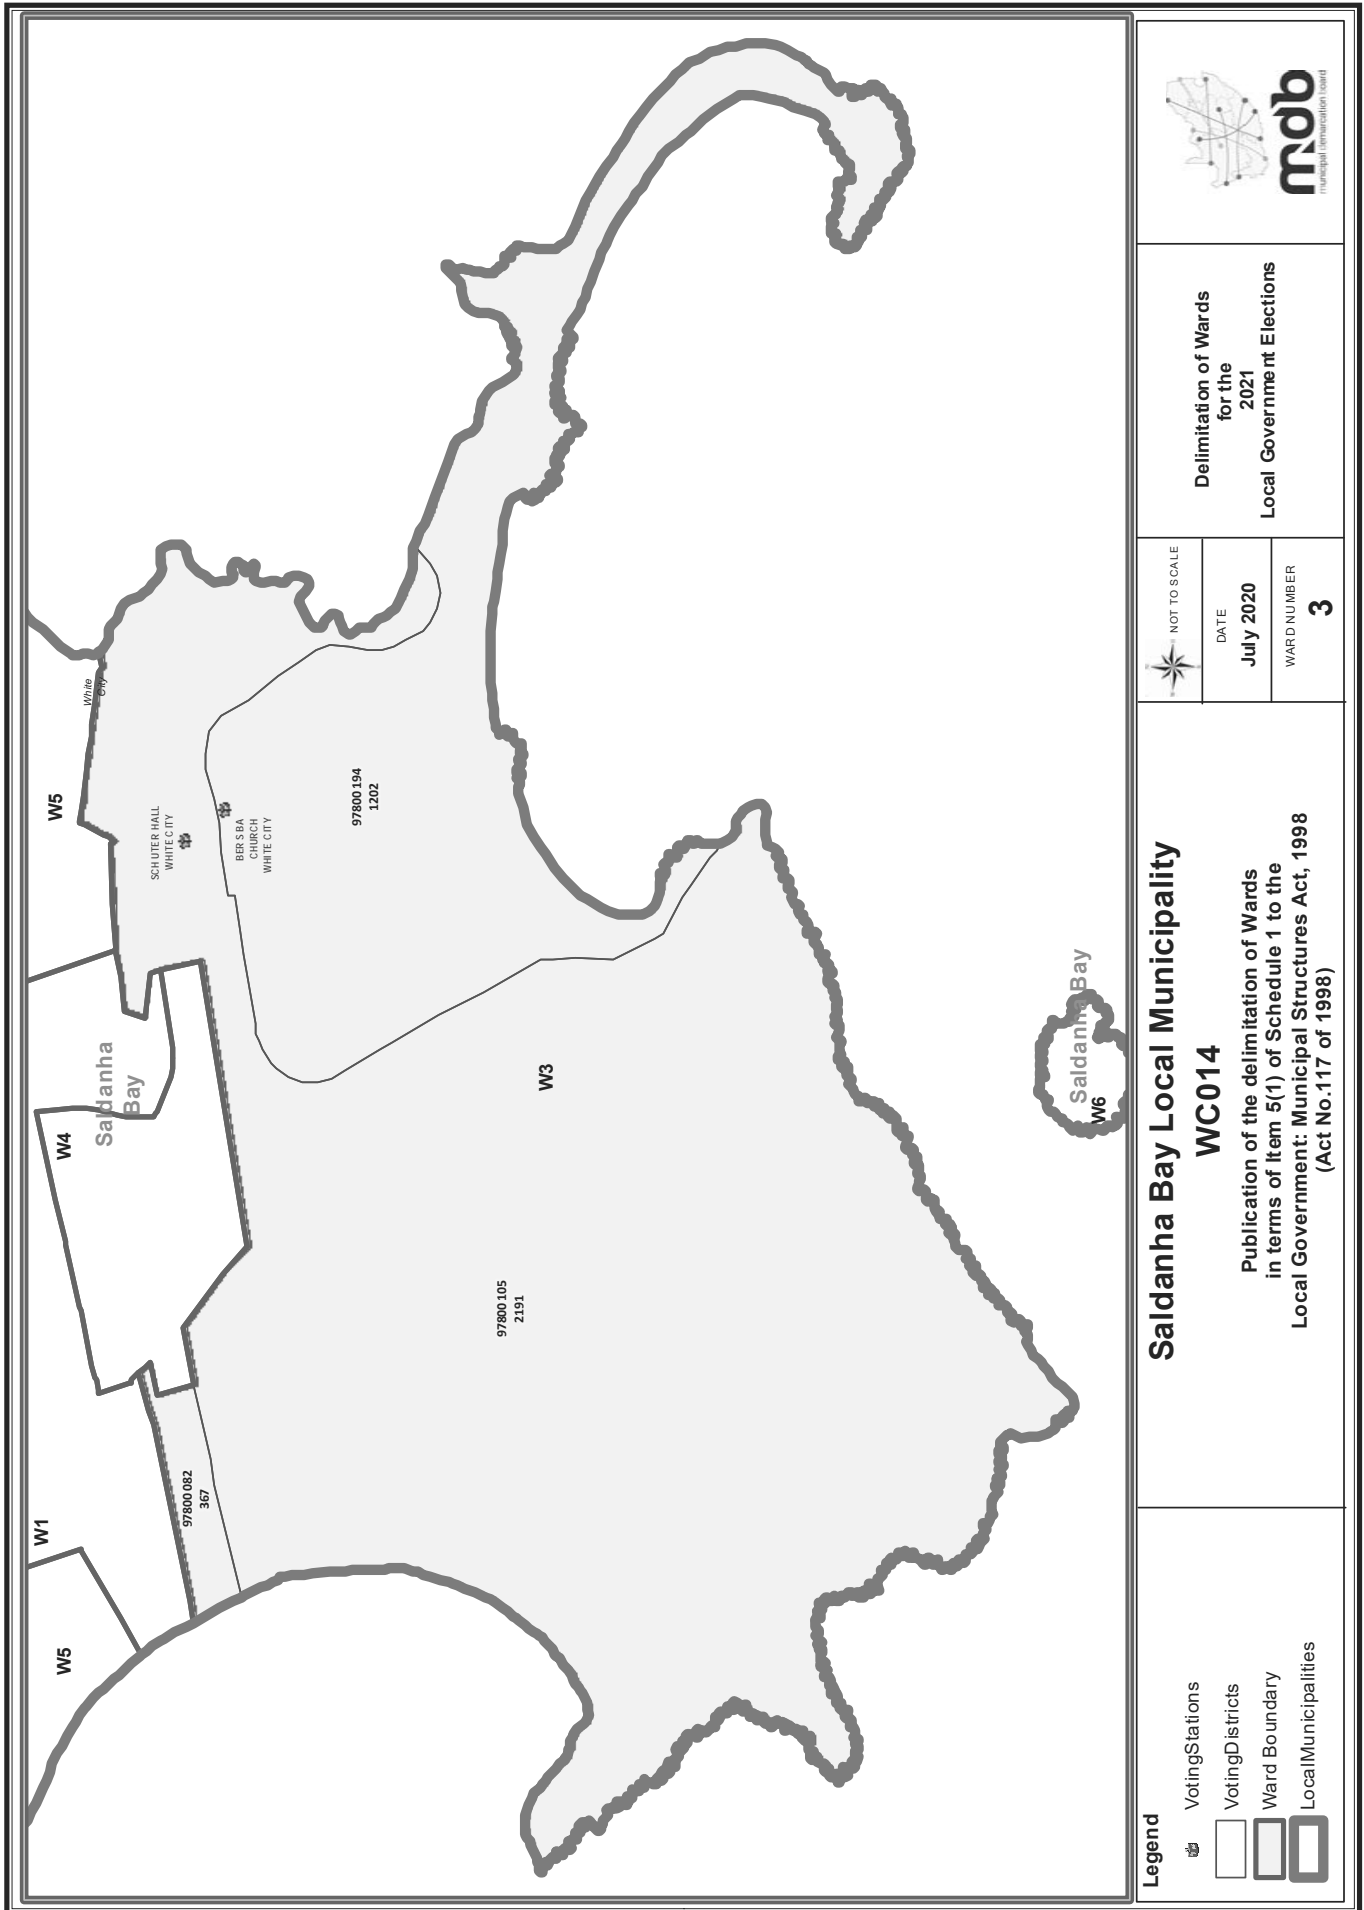 W5
W1
W4
W5
Saldanha
Bay
White
City
SCHUTER HALL
WHITE CITY
BERSBA
CHURCH
WHITE CITY
97800194
1202
97800082
367
97800105
2191
W3
Saldanha Bay
W6
Legend
VotingStations
VotingDistricts
Ward Boundary
LocalMunicipalities
Saldanha Bay Local Municipality
WC014
Publication of the delimitation of Wards
in terms of Item 5(1) of Schedule 1 to the
Local Government: Municipal Structures Act, 1998
(Act No.117 of 1998)
NOT TO SCALE
DATE
July 2020
WARD NUMBER
3
Delimitation of Wards
for the
2021
Local Government Elections
mdb
municipal demarcation board